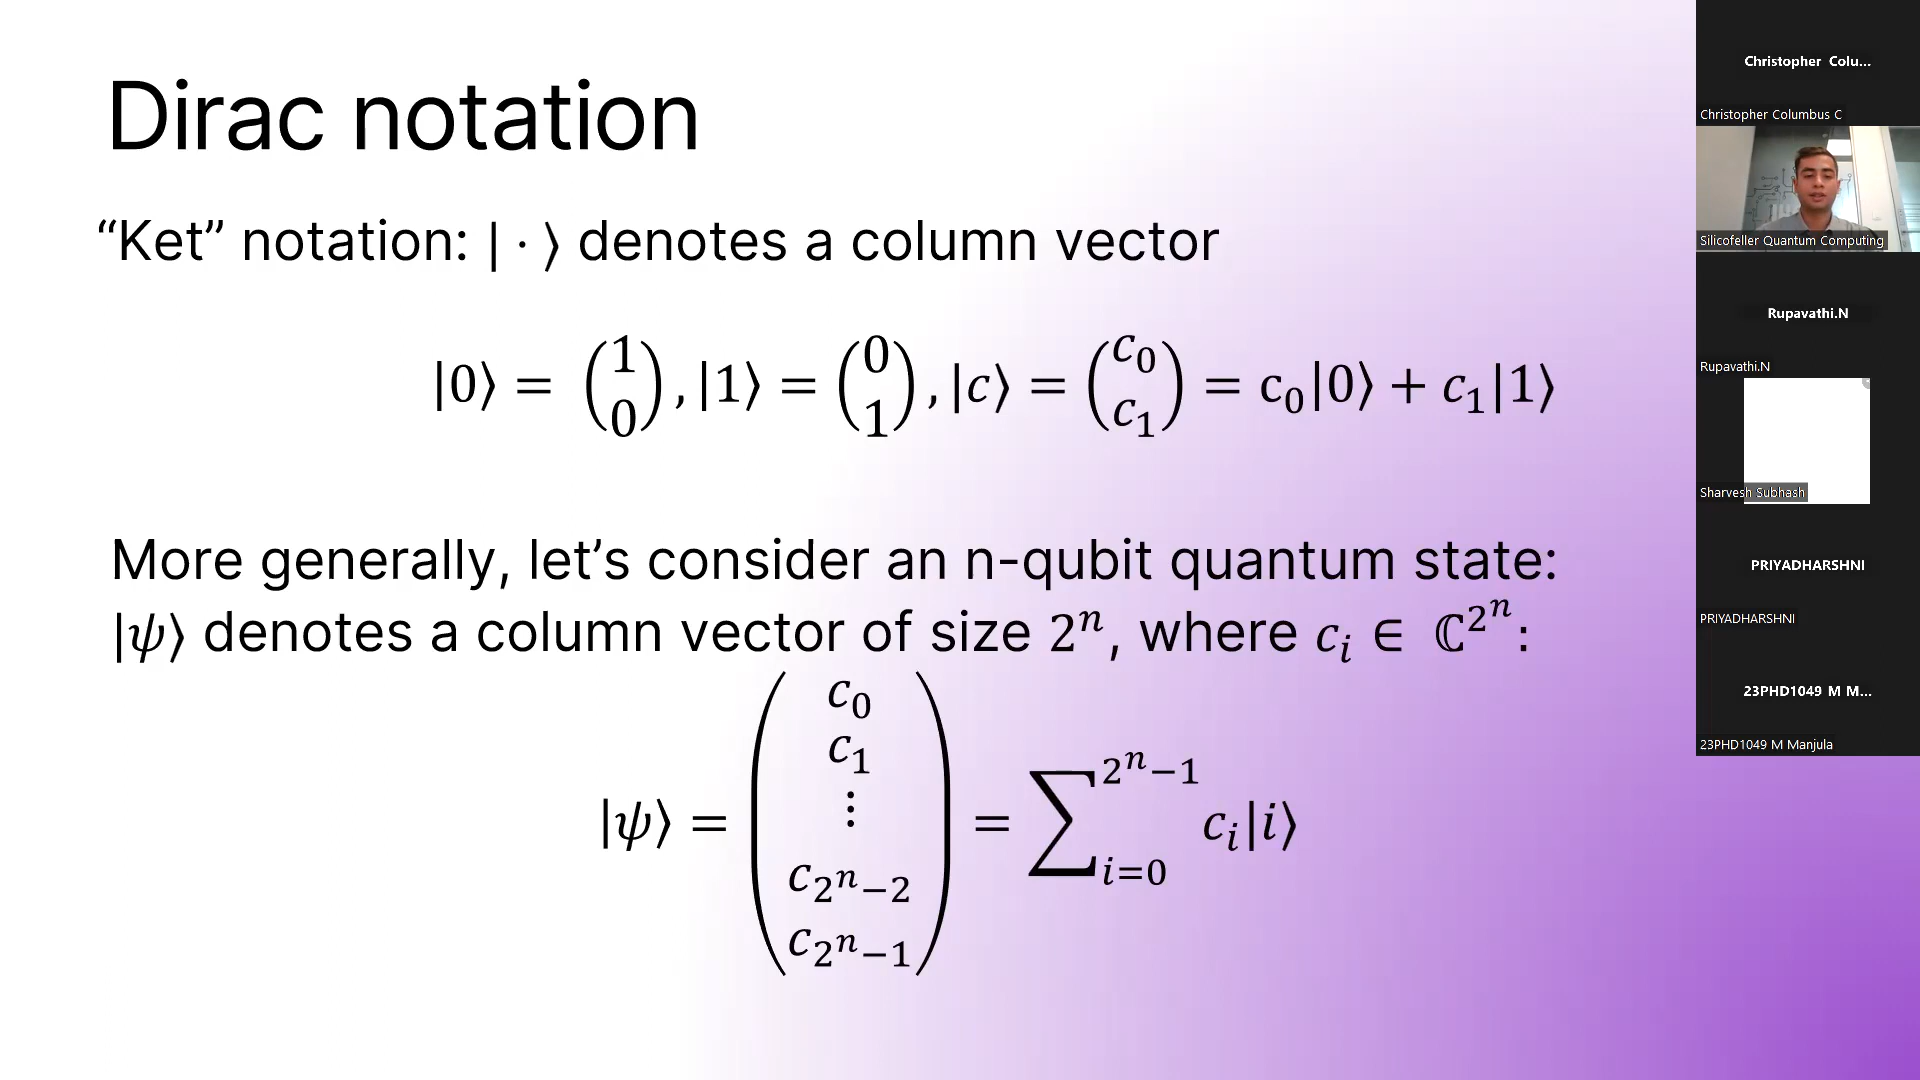 Dirac notation
“Ket” notation: | · ⟩ denotes a column vector
|0⟩ = (1 0), |1⟩ = (0 1), |c⟩ = (c₀ c₁) = c₀|0⟩ + c₁|1⟩
More generally, let’s consider an n-qubit quantum state:
|ψ⟩ denotes a column vector of size 2ⁿ, where cᵢ ∈ ℂ^{2ⁿ}:
|ψ⟩ = (c₀ c₁ ⋮ c_{2ⁿ−2} c_{2ⁿ−1}) = ∑_{i=0}^{2ⁿ−1} cᵢ|i⟩
Christopher Colu...
Christopher Columbus C
Silicofeller Quantum Computing
Rupavathi.N
Rupavathi.N
Sharvesh Subhash
PRIYADHARSHNI
PRIYADHARSHNI
23PHD1049 M M...
23PHD1049 M Manjula